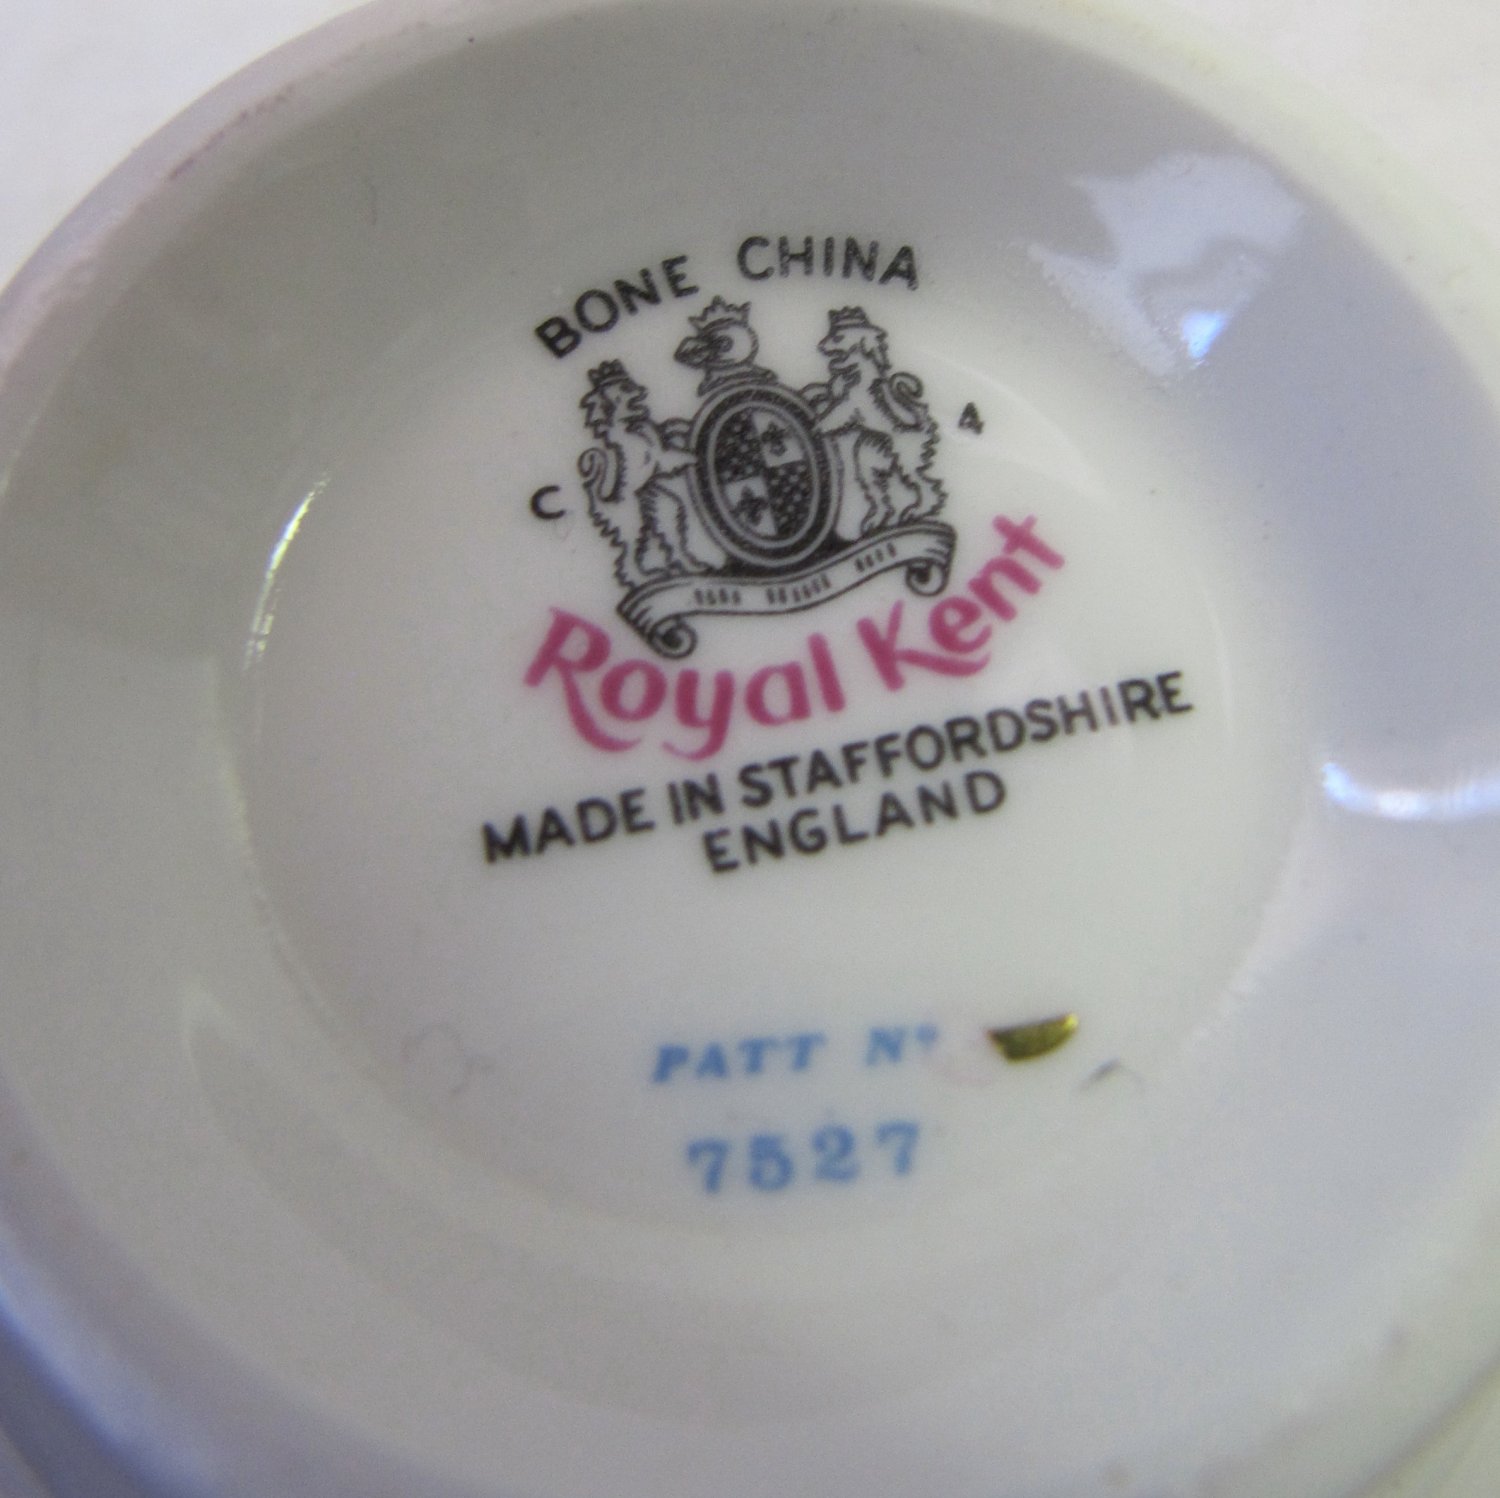 BONE CHINA
C 4
Royal Kent
MADE IN STAFFORDSHIRE
ENGLAND
PATT Nº
7527